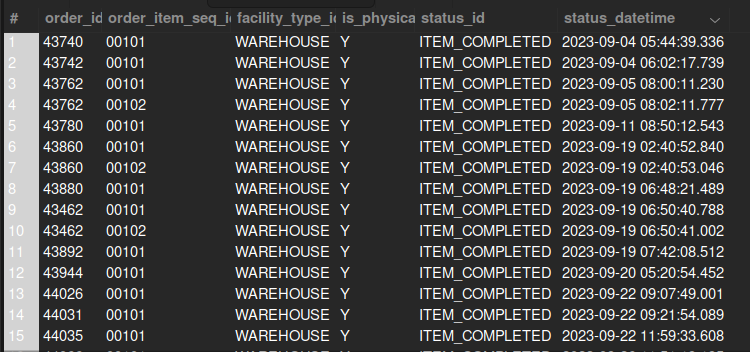 # order_id order_item_seq_i facility_type_i is_physica status_id status_datetime
1 43740 00101 WAREHOUSE Y ITEM_COMPLETED 2023-09-04 05:44:39.336
2 43742 00101 WAREHOUSE Y ITEM_COMPLETED 2023-09-04 06:02:17.739
3 43762 00101 WAREHOUSE Y ITEM_COMPLETED 2023-09-05 08:00:11.230
4 43762 00102 WAREHOUSE Y ITEM_COMPLETED 2023-09-05 08:02:11.777
5 43780 00101 WAREHOUSE Y ITEM_COMPLETED 2023-09-11 08:50:12.543
6 43860 00101 WAREHOUSE Y ITEM_COMPLETED 2023-09-19 02:40:52.840
7 43860 00102 WAREHOUSE Y ITEM_COMPLETED 2023-09-19 02:40:53.046
8 43880 00101 WAREHOUSE Y ITEM_COMPLETED 2023-09-19 06:48:21.489
9 43462 00101 WAREHOUSE Y ITEM_COMPLETED 2023-09-19 06:50:40.788
10 43462 00102 WAREHOUSE Y ITEM_COMPLETED 2023-09-19 06:50:41.002
11 43892 00101 WAREHOUSE Y ITEM_COMPLETED 2023-09-19 07:42:08.512
12 43944 00101 WAREHOUSE Y ITEM_COMPLETED 2023-09-20 05:20:54.452
13 44026 00101 WAREHOUSE Y ITEM_COMPLETED 2023-09-22 09:07:49.001
14 44031 00101 WAREHOUSE Y ITEM_COMPLETED 2023-09-22 09:21:54.089
15 44035 00101 WAREHOUSE Y ITEM_COMPLETED 2023-09-22 11:59:33.608